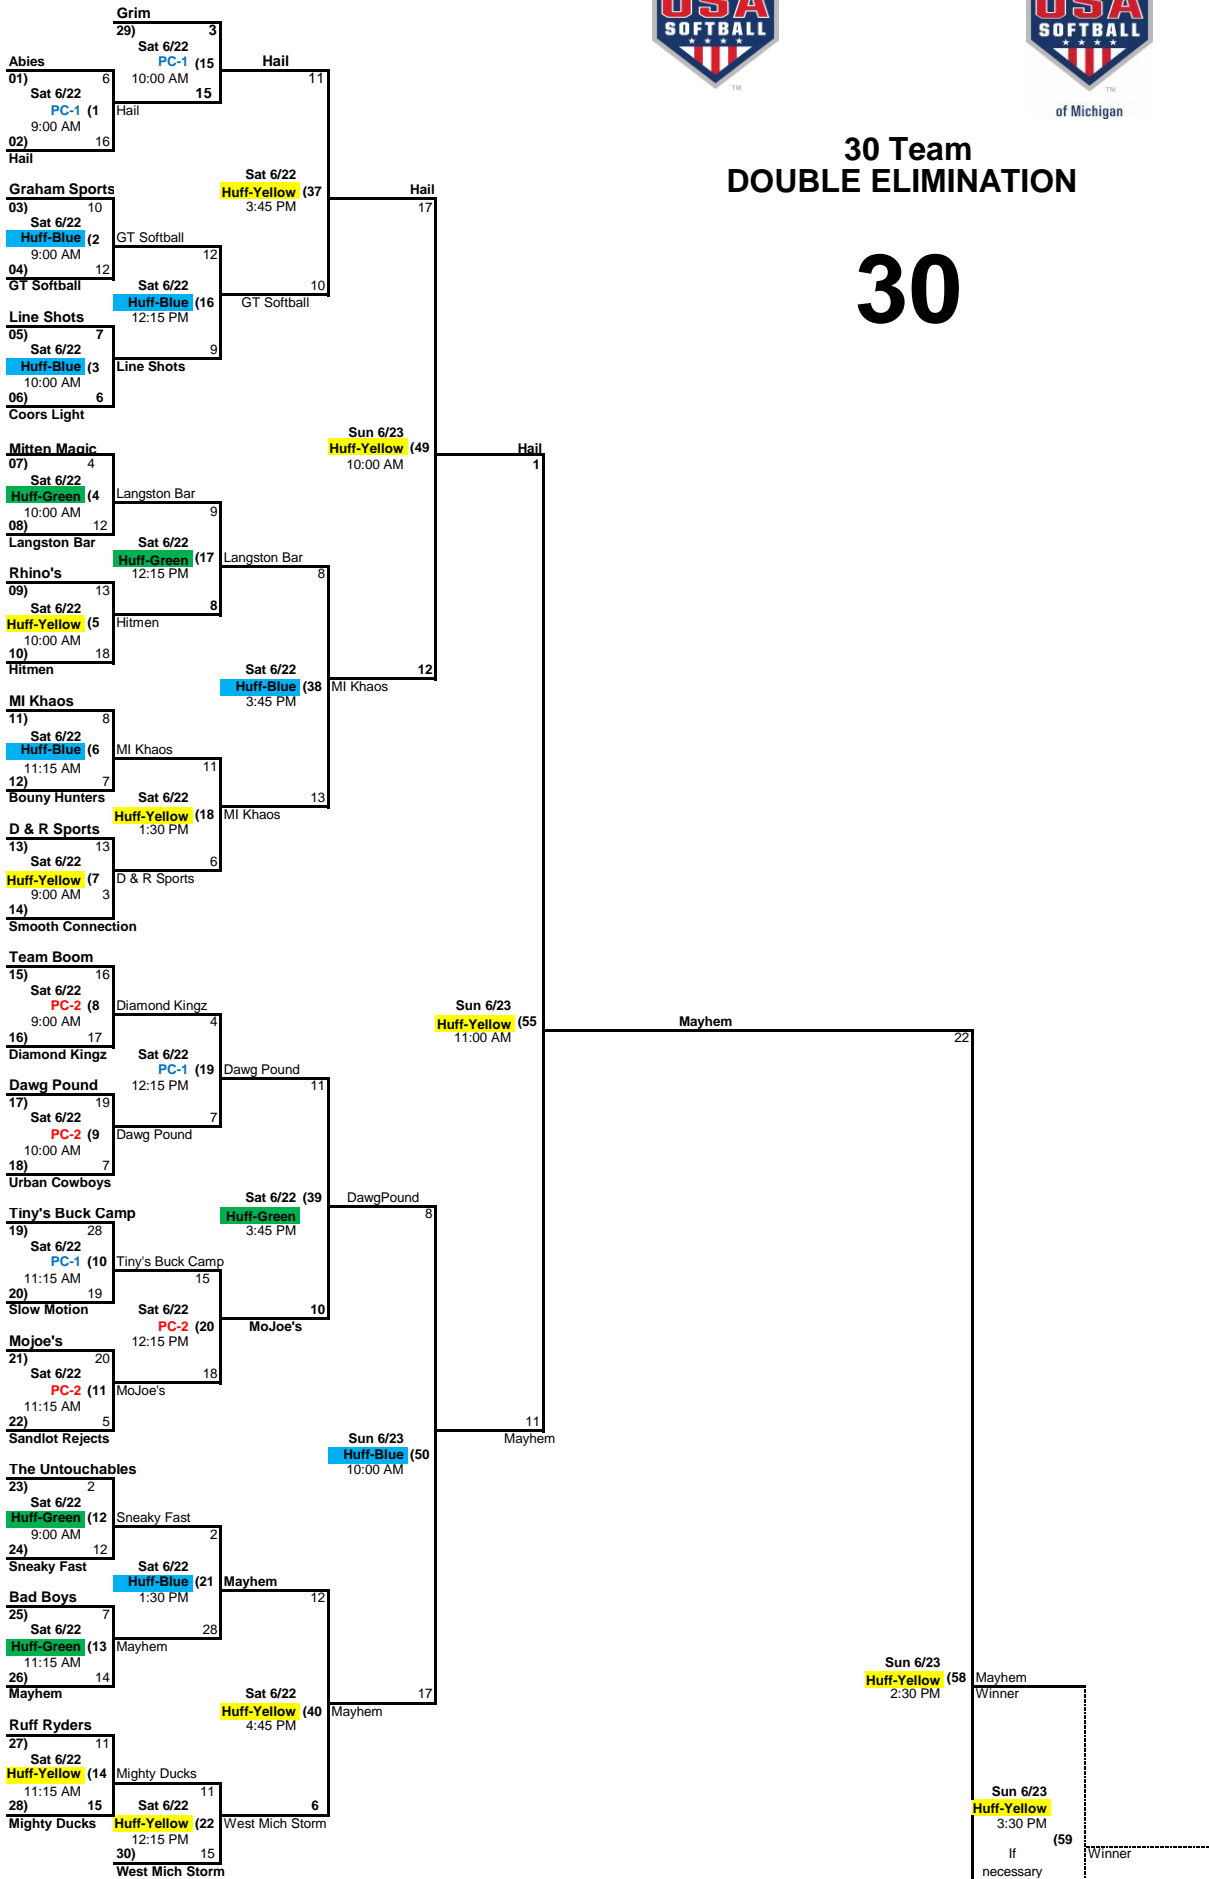 USA
SOFTBALL
TM
USA
SOFTBALL
TM
of Michigan
30 Team
DOUBLE ELIMINATION
30
Grim
29) 3
Sat 6/22
PC-1 (15
10:00 AM
15
Hail
Hail
11
Abies
01) 6
Sat 6/22
PC-1 (1
9:00 AM
02) 16
Hail
Graham Sports
03) 10
Sat 6/22
Huff-Blue (2
9:00 AM
04) 12
GT Softball
GT Softball
12
Sat 6/22
Huff-Blue (16
12:15 PM
9
Line Shots
Line Shots
05) 7
Sat 6/22
Huff-Blue (3
10:00 AM
06) 6
Coors Light
Sat 6/22
Huff-Yellow (37
3:45 PM
10
GT Softball
Hail
17
Mitten Magic
07) 4
Sat 6/22
Huff-Green (4
10:00 AM
08) 12
Langston Bar
Langston Bar
9
Sat 6/22
Huff-Green (17
12:15 PM
8
Hitmen
Rhino's
09) 13
Sat 6/22
Huff-Yellow (5
10:00 AM
10) 18
Hitmen
Langston Bar
8
Sat 6/22
Huff-Blue (38
3:45 PM
13
MI Khaos
Sun 6/23
Huff-Yellow (49
10:00 AM
12
MI Khaos
Hail
1
MI Khaos
11) 8
Sat 6/22
Huff-Blue (6
11:15 AM
12) 7
Bouny Hunters
MI Khaos
11
Sat 6/22
Huff-Yellow (18
1:30 PM
6
D & R Sports
D & R Sports
13) 13
Sat 6/22
Huff-Yellow (7
9:00 AM 3
14)
Smooth Connection
Team Boom
15) 16
Sat 6/22
PC-2 (8
9:00 AM
16) 17
Diamond Kingz
Diamond Kingz
4
Sat 6/22
PC-1 (19
12:15 PM
7
Dawg Pound
Dawg Pound
17) 19
Sat 6/22
PC-2 (9
10:00 AM
18) 7
Urban Cowboys
Dawg Pound
11
Sat 6/22 (39
Huff-Green
3:45 PM
10
MoJoe's
Sun 6/23
Huff-Yellow (55
11:00 AM
Mayhem
22
Tiny's Buck Camp
19) 28
Sat 6/22
PC-1 (10
11:15 AM
20) 19
Slow Motion
Tiny's Buck Camp
15
Sat 6/22
PC-2 (20
12:15 PM
18
MoJoe's
Mojoe's
21) 20
Sat 6/22
PC-2 (11
11:15 AM
22) 5
Sandlot Rejects
DawgPound
8
Sun 6/23
Huff-Blue (50
10:00 AM
17
Mayhem
11
Mayhem
The Untouchables
23) 2
Sat 6/22
Huff-Green (12
9:00 AM
24) 12
Sneaky Fast
Sneaky Fast
2
Sat 6/22
Huff-Blue (21
1:30 PM
28
Mayhem
Bad Boys
25) 7
Sat 6/22
Huff-Green (13
11:15 AM
26) 14
Mayhem
Mayhem
12
Sat 6/22
Huff-Yellow (40
4:45 PM
6
West Mich Storm
Ruff Ryders
27) 11
Sat 6/22
Huff-Yellow (14
11:15 AM
28) 15
Mighty Ducks
Mighty Ducks
11
Sat 6/22
Huff-Yellow (22
12:15 PM
30) 15
West Mich Storm
Sun 6/23
Huff-Yellow (58
2:30 PM
Mayhem
Winner
Sun 6/23
Huff-Yellow
3:30 PM
(59
If
necessary
Winner